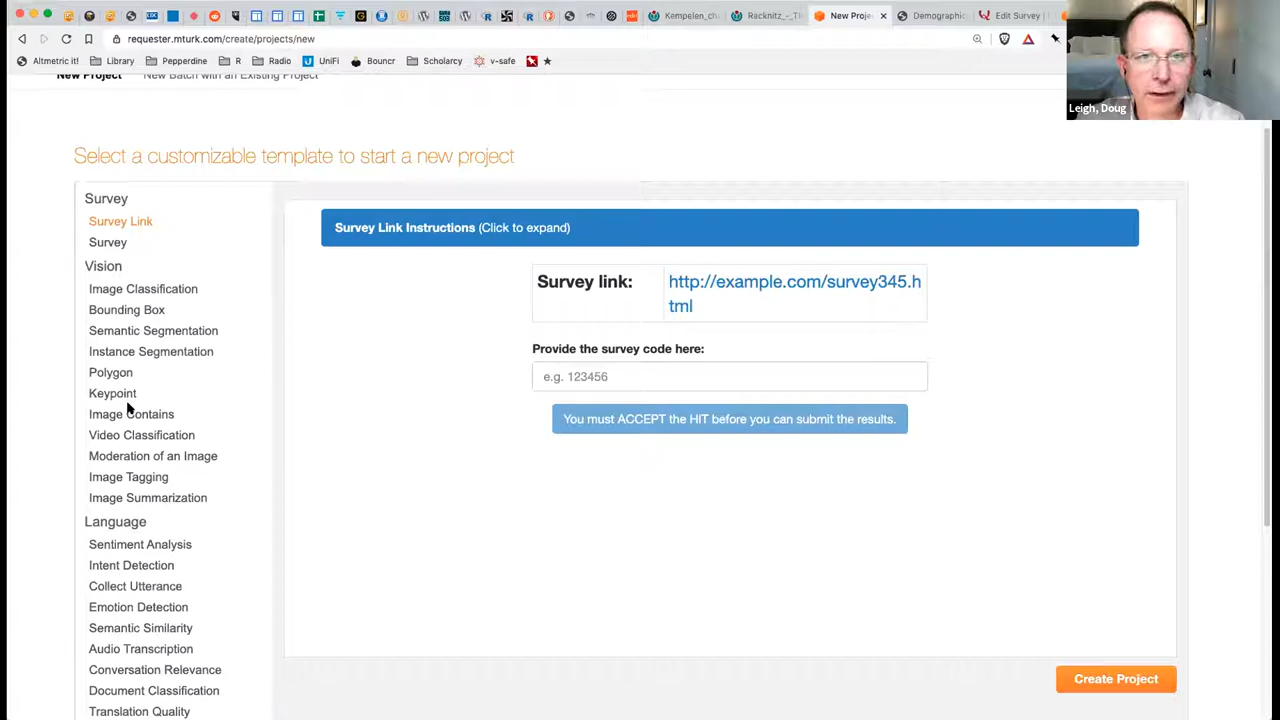 Kempelen_ch
Racknitz_-_Th
New Proje
Demographic
Edit Survey
requester.mturk.com/create/projects/new
Altmetric it!
Library
Pepperdine
R
Radio
UniFi
Bouncr
Scholarcy
v-safe
New Project
New Batch with an Existing Project
Leigh, Doug
Select a customizable template to start a new project
Survey
Survey Link
Survey
Vision
Image Classification
Bounding Box
Semantic Segmentation
Instance Segmentation
Polygon
Keypoint
Image Contains
Video Classification
Moderation of an Image
Image Tagging
Image Summarization
Language
Sentiment Analysis
Intent Detection
Collect Utterance
Emotion Detection
Semantic Similarity
Audio Transcription
Conversation Relevance
Document Classification
Translation Quality
Survey Link Instructions (Click to expand)
Survey link:
http://example.com/survey345.h
tml
Provide the survey code here:
e.g. 123456
You must ACCEPT the HIT before you can submit the results.
Create Project